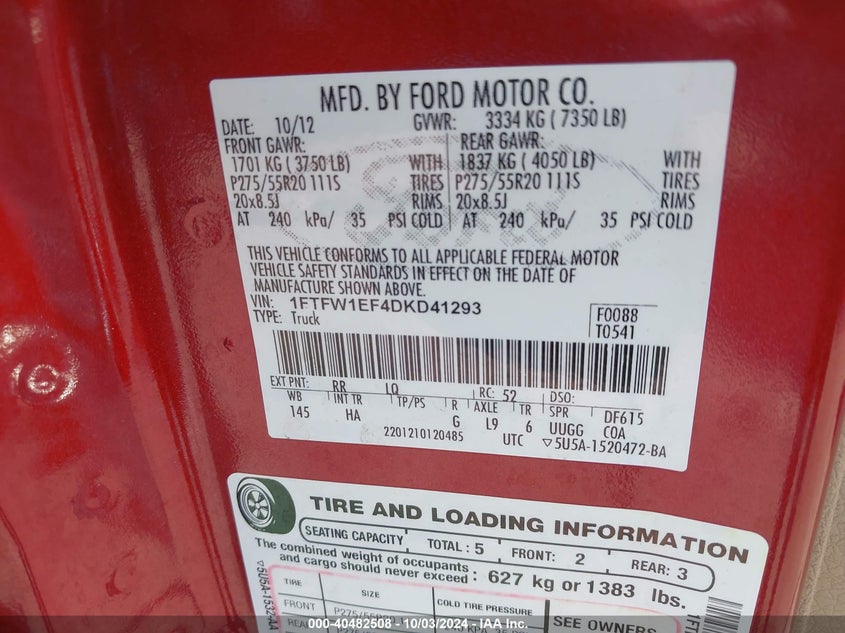 MFD. BY FORD MOTOR CO.
DATE: 10/12 GVWR: 3334 KG ( 7350 LB)
FRONT GAWR: REAR GAWR:
1701 KG ( 3750 LB) WITH 1837 KG ( 4050 LB) WITH
P275/55R20 111S TIRES P275/55R20 111S TIRES
20x8.5J RIMS 20x8.5J RIMS
AT 240 kPa/ 35 PSI COLD AT 240 kPa/ 35 PSI COLD
THIS VEHICLE CONFORMS TO ALL APPLICABLE FEDERAL MOTOR
VEHICLE SAFETY STANDARDS IN EFFECT ON THE DATE OF
MANUFACTURE SHOWN ABOVE.
VIN: 1FTFW1EF4DKD41293 F0088
TYPE: Truck T0541
EXT PNT: RR LQ RC: 52 DSO:
WB INT TR TP/PS R AXLE TR SPR DF615
145 HA G L9 6 UUGG COA
2201210120485 UTC ▽5U5A-1520472-BA
TIRE AND LOADING INFORMATION
SEATING CAPACITY TOTAL : 5 FRONT: 2 REAR: 3
The combined weight of occupants
and cargo should never exceed : 627 kg or 1383 lbs.
TIRE SIZE COLD TIRE PRESSURE SEE OWNERS
FRONT P275/55R20
000-40482508 - 10/03/2024 - IAA Inc.